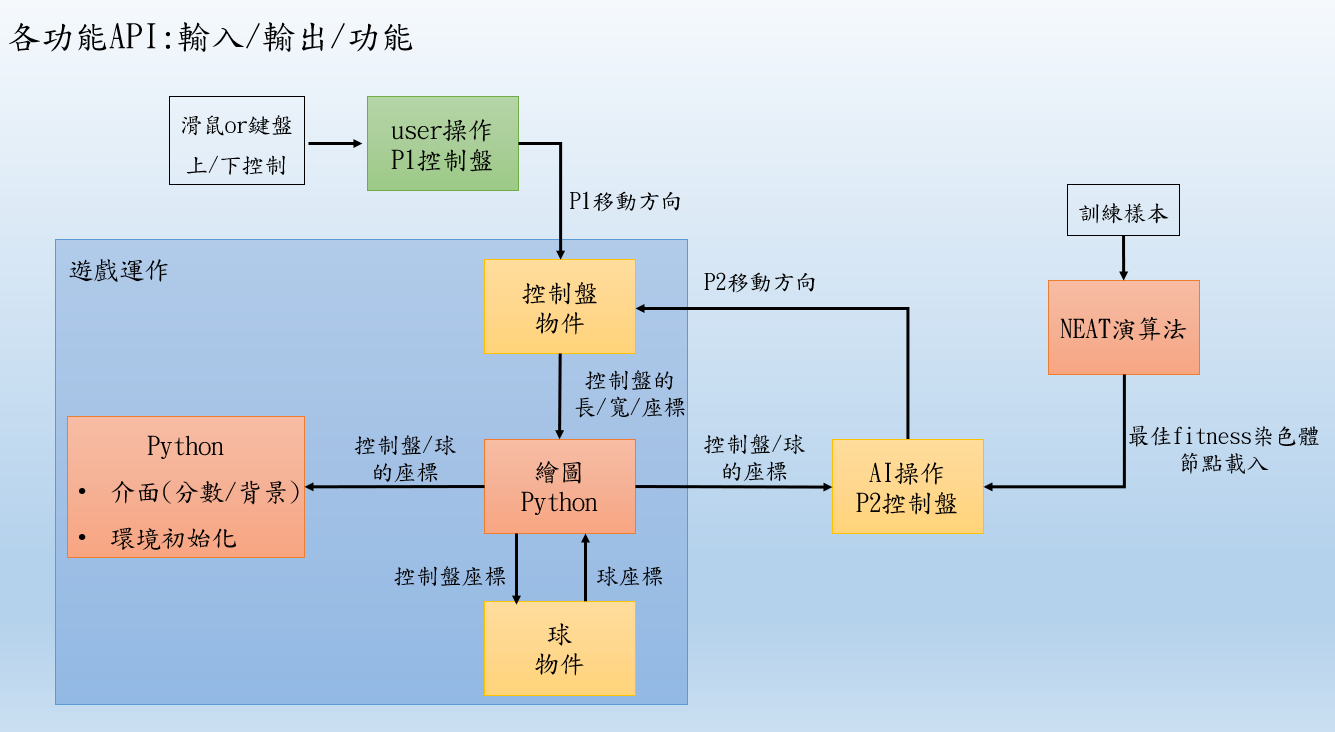 各功能API:輸入/輸出/功能
滑鼠or鍵盤
上/下控制
user操作
P1控制盤
P1移動方向
訓練樣本
遊戲運作
控制盤
物件
P2移動方向
NEAT演算法
控制盤的
長/寬/座標
Python
• 介面(分數/背景)
• 環境初始化
控制盤/球
的座標
繪圖
Python
控制盤/球
的座標
AI操作
P2控制盤
最佳fitness染色體
節點載入
控制盤座標
球座標
球
物件